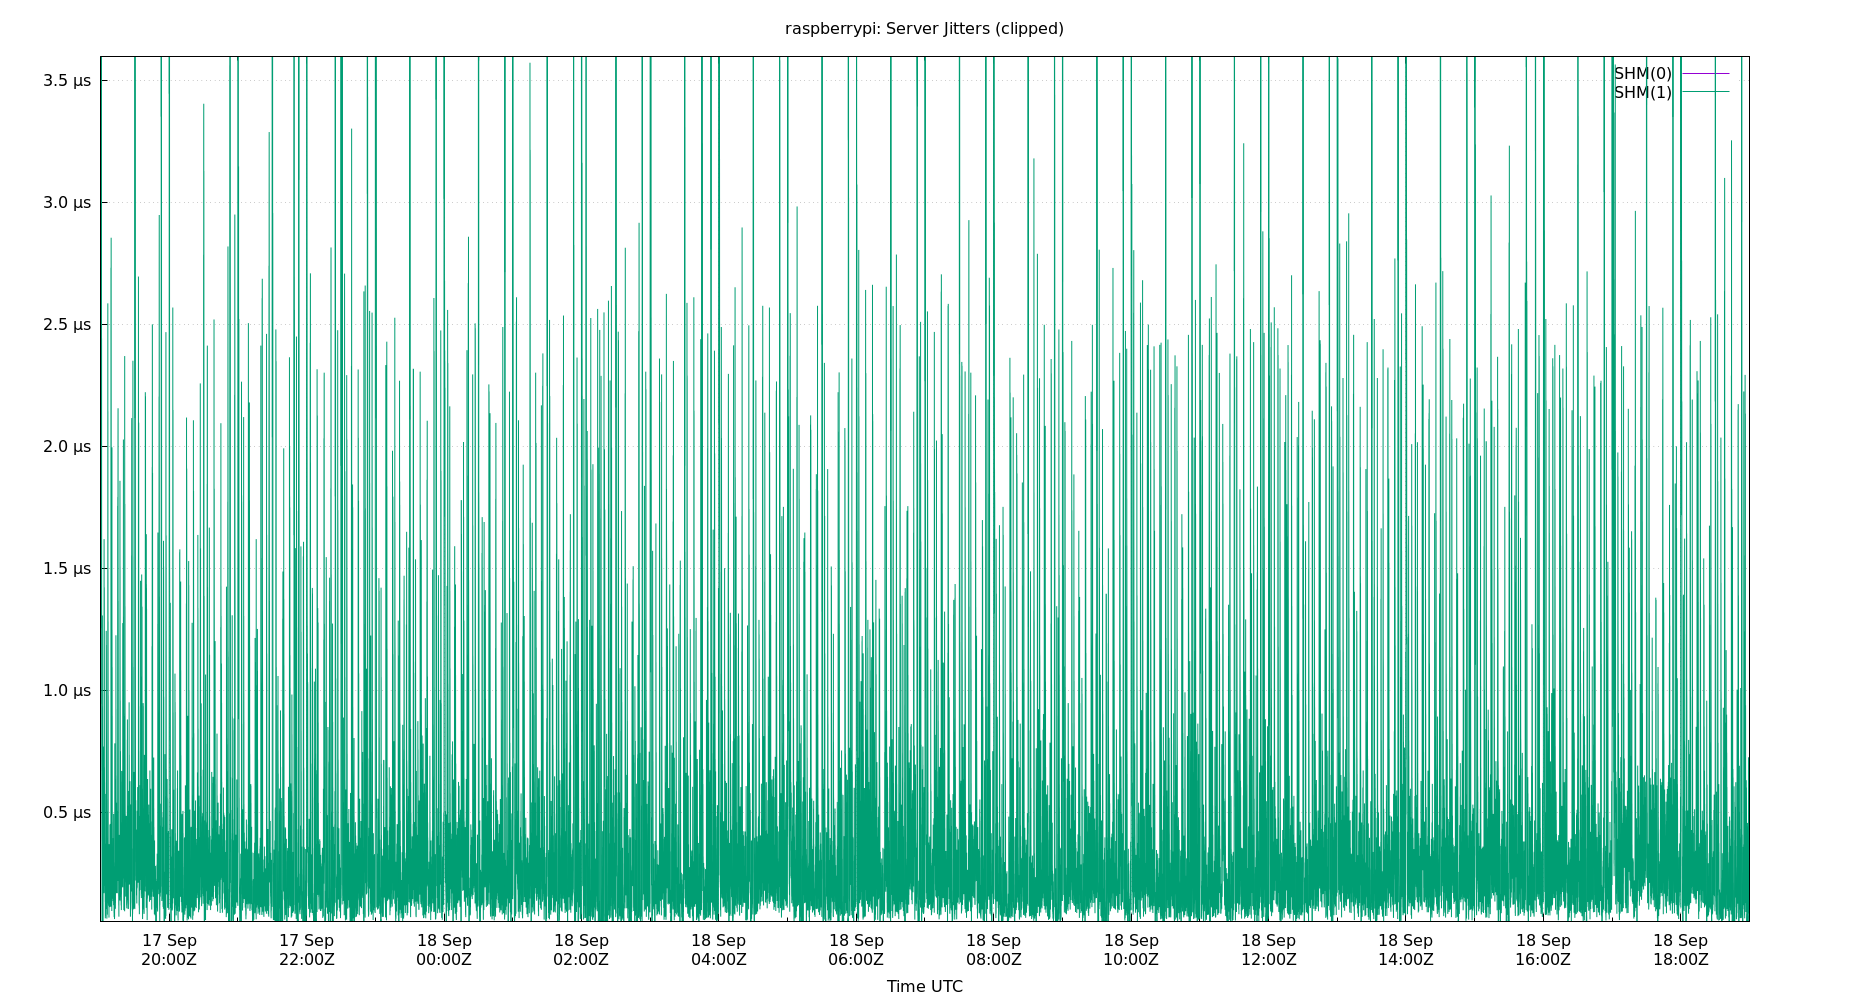 raspberrypi: Server Jitters (clipped)
3.5 µs
3.0 µs
2.5 µs
2.0 µs
1.5 µs
1.0 µs
0.5 µs
SHM(0)
SHM(1)
17 Sep 17 Sep 18 Sep 18 Sep 18 Sep 18 Sep 18 Sep 18 Sep 18 Sep 18 Sep 18 Sep 18 Sep
20:00Z 22:00Z 00:00Z 02:00Z 04:00Z 06:00Z 08:00Z 10:00Z 12:00Z 14:00Z 16:00Z 18:00Z
Time UTC